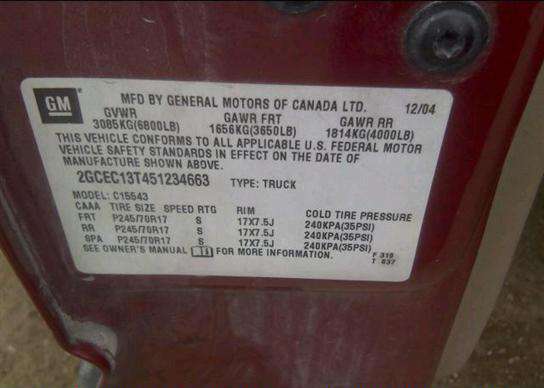 GM
MFD BY GENERAL MOTORS OF CANADA LTD. 12/04
GVWR GAWR FRT GAWR RR
3085KG(6800LB) 1656KG(3650LB) 1814KG(4000LB)
THIS VEHICLE CONFORMS TO ALL APPLICABLE U.S. FEDERAL MOTOR
VEHICLE SAFETY STANDARDS IN EFFECT ON THE DATE OF
MANUFACTURE SHOWN ABOVE.
2GCEC13T451234663 TYPE: TRUCK
MODEL: C15543
CAAA TIRE SIZE SPEED RTG RIM COLD TIRE PRESSURE
FRT P245/70R17 S 17X7.5J 240KPA(35PSI)
RR P245/70R17 S 17X7.5J 240KPA(35PSI)
SPA P245/70R17 S 17X7.5J 240KPA(35PSI)
SEE OWNER'S MANUAL FOR MORE INFORMATION. F 318
T 837